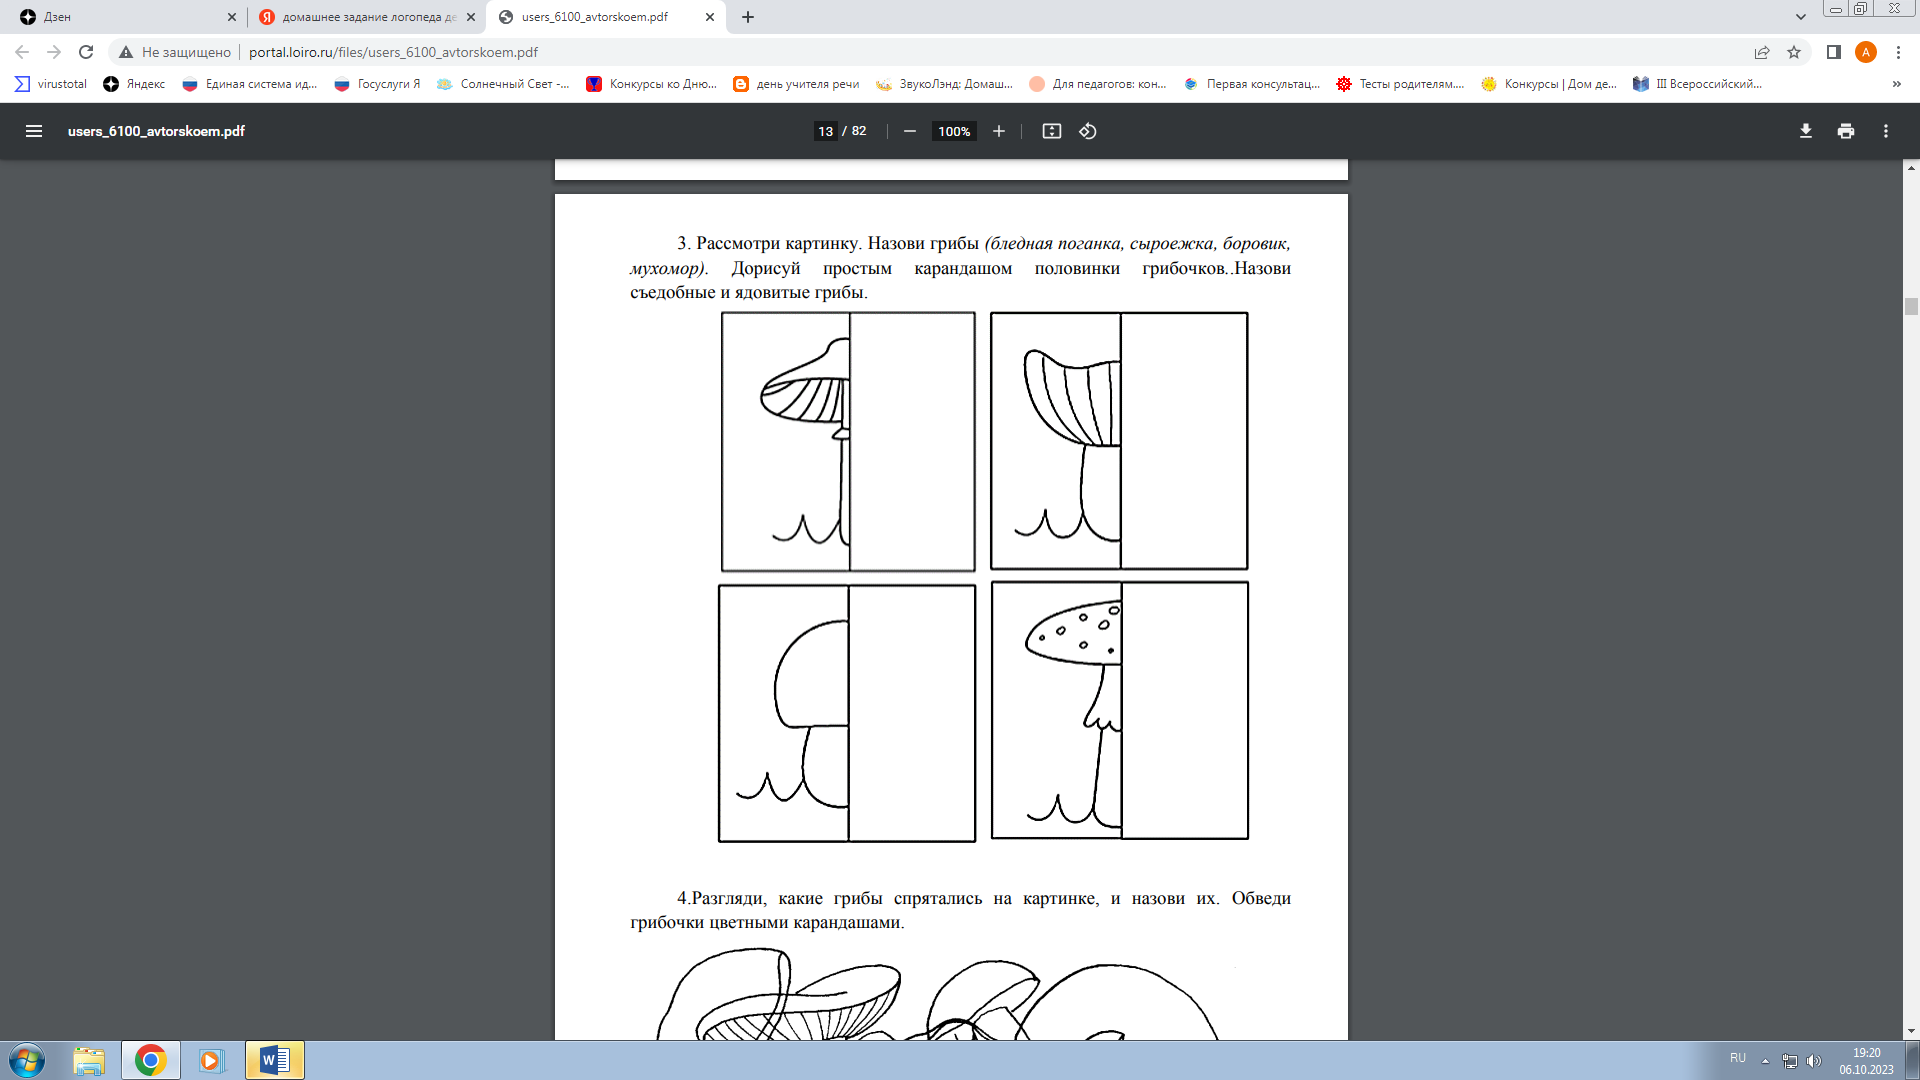 Дзен
домашнее задание логопеда де
users_6100_avtorskoem.pdf
Не защищено
portal.loiro.ru/files/users_6100_avtorskoem.pdf
А
virustotal
Яндекс
Единая система ид...
Госуслуги Я
Солнечный Свет -...
Конкурсы ко Дню...
день учителя речи
ЗвукоЛэнд: Домаш...
Для педагогов: кон...
Первая консультац...
Тесты родителям....
Конкурсы | Дом де...
III Всероссийский...
»
users_6100_avtorskoem.pdf
13 / 82
100%
3. Рассмотри картинку. Назови грибы (бледная поганка, сыроежка, боровик,
мухомор). Дорисуй простым карандашом половинки грибочков..Назови
съедобные и ядовитые грибы.
4.Разгляди, какие грибы спрятались на картинке, и назови их. Обведи
грибочки цветными карандашами.
RU
19:20
06.10.2023